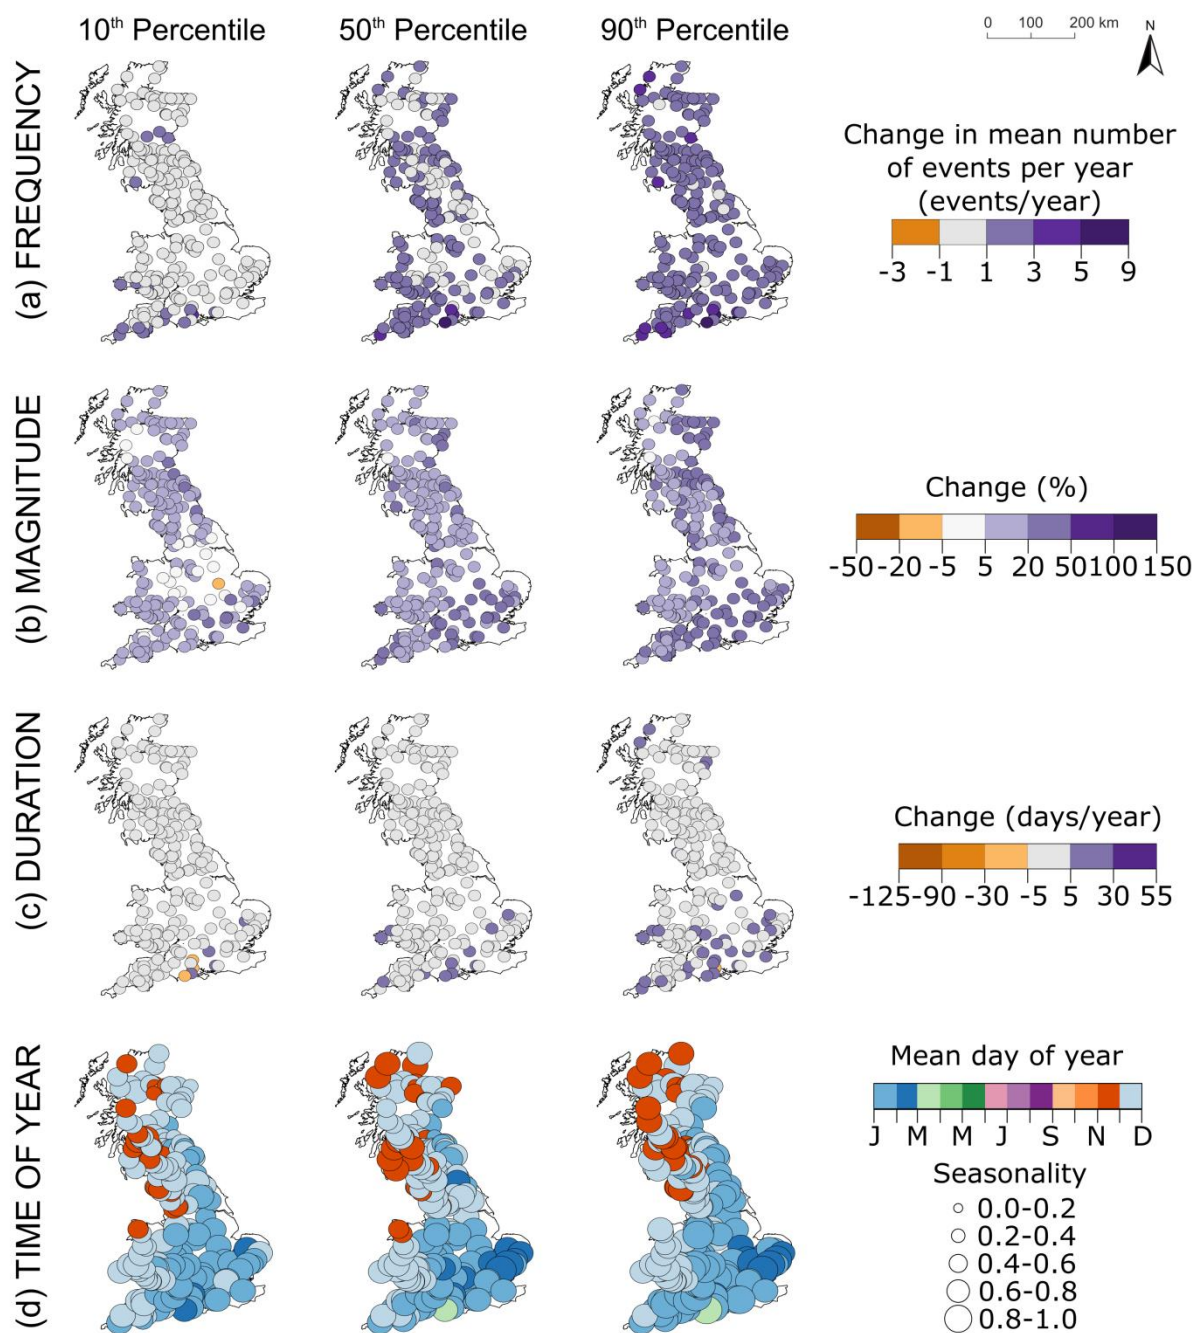 10th Percentile
50th Percentile
90th Percentile
0 100 200 km
N
(a) FREQUENCY
Change in mean number
of events per year
(events/year)
-3 -1 1 3 5 9
(b) MAGNITUDE
Change (%)
-50 -20 -5 5 20 50 100 150
(c) DURATION
Change (days/year)
-125 -90 -30 -5 5 30 55
(d) TIME OF YEAR
Mean day of year
J M M J S N D
Seasonality
0.0-0.2
0.2-0.4
0.4-0.6
0.6-0.8
0.8-1.0